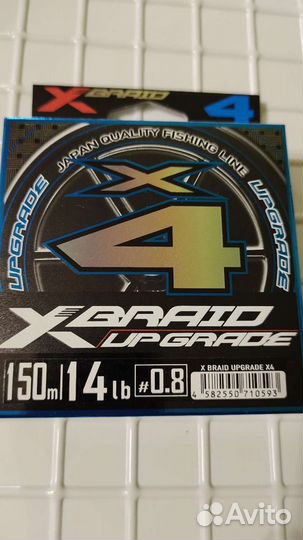 X BRAID 4
JAPAN QUALITY FISHING LINE
UPGRADE
UPGRADE
X
4
XBRAID
UPGRADE
150m 14lb #0.8
X BRAID UPGRADE X4
4 582550 710593
Avito